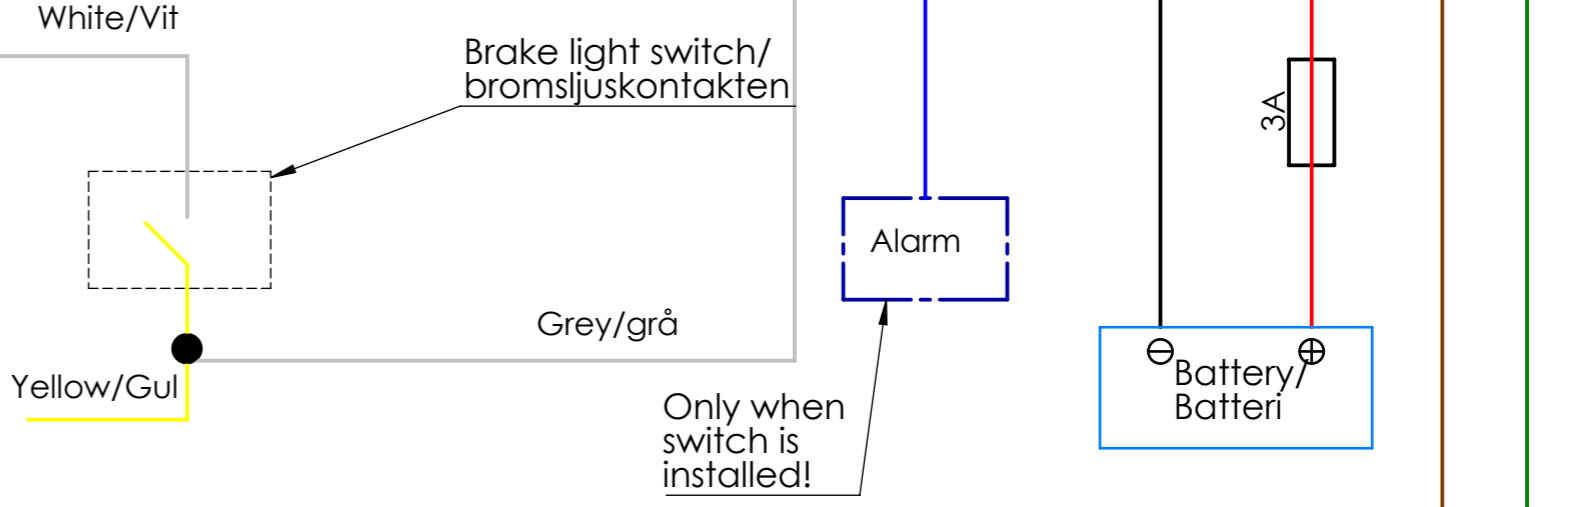 White/Vit
Brake light switch/
bromsljuskontakten
3A
Alarm
Grey/grå
Yellow/Gul
Only when
switch is
installed!
Battery/
Batteri